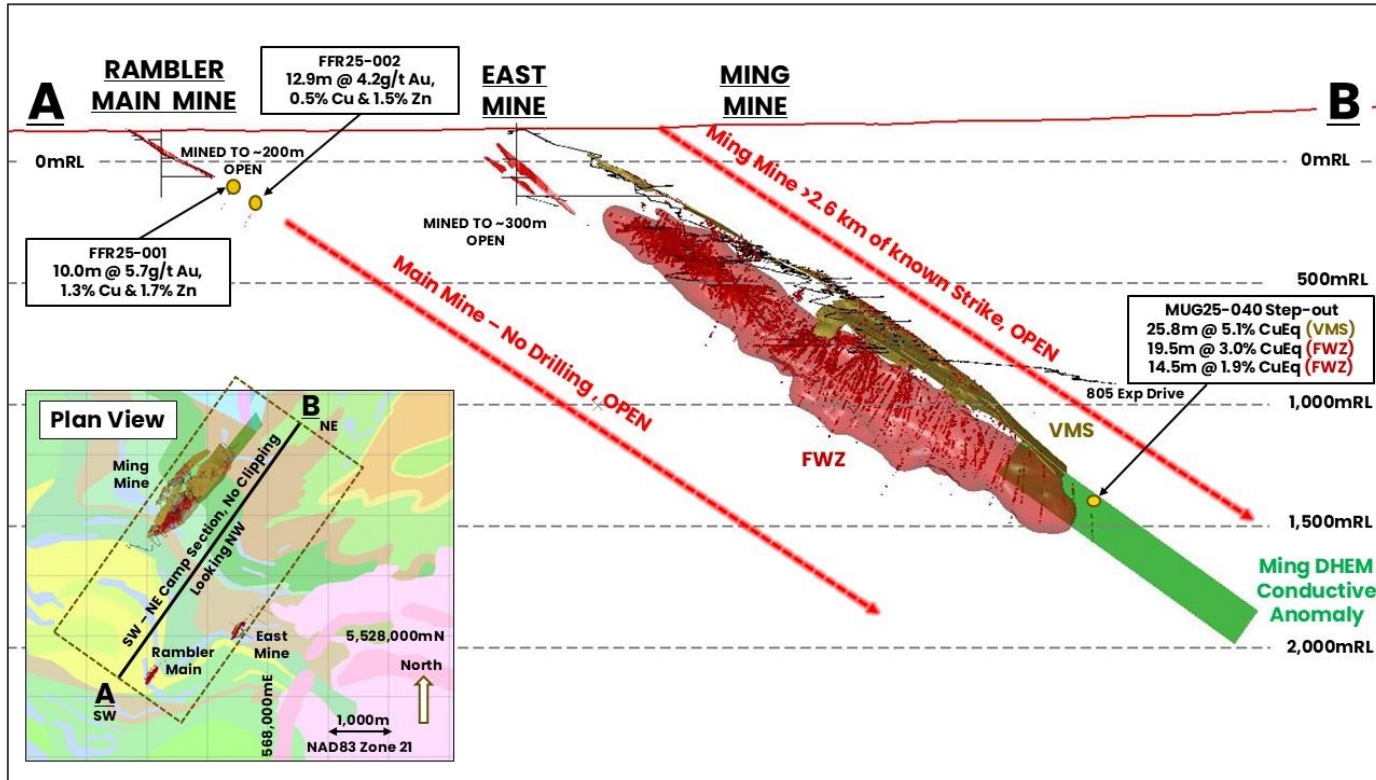 A
RAMBLER
MAIN MINE
FFR25-002
12.9m @ 4.2g/t Au,
0.5% Cu & 1.5% Zn
EAST
MINE
MING
MINE
B
0mRL
MINED TO ~200m
OPEN
0mRL
FFR25-001
10.0m @ 5.7g/t Au,
1.3% Cu & 1.7% Zn
MINED TO ~300m
OPEN
Ming Mine >2.6 km of known Strike, OPEN
Main Mine – No Drilling, OPEN
500mRL
500mRL
MUG25-040 Step-out
25.8m @ 5.1% CuEq (VMS)
19.5m @ 3.0% CuEq (FWZ)
14.5m @ 1.9% CuEq (FWZ)
805 Exp Drive
1,000mRL
1,000mRL
VMS
FWZ
1,500mRL
Ming DHEM
Conductive
Anomaly
2,000mRL
Plan View
B
NE
Ming
Mine
SW – NE Camp Section, No Clipping
Looking NW
East
Mine
5,528,000mN
Rambler
Main
North
A
SW
568,000mE
1,000m
NAD83 Zone 21